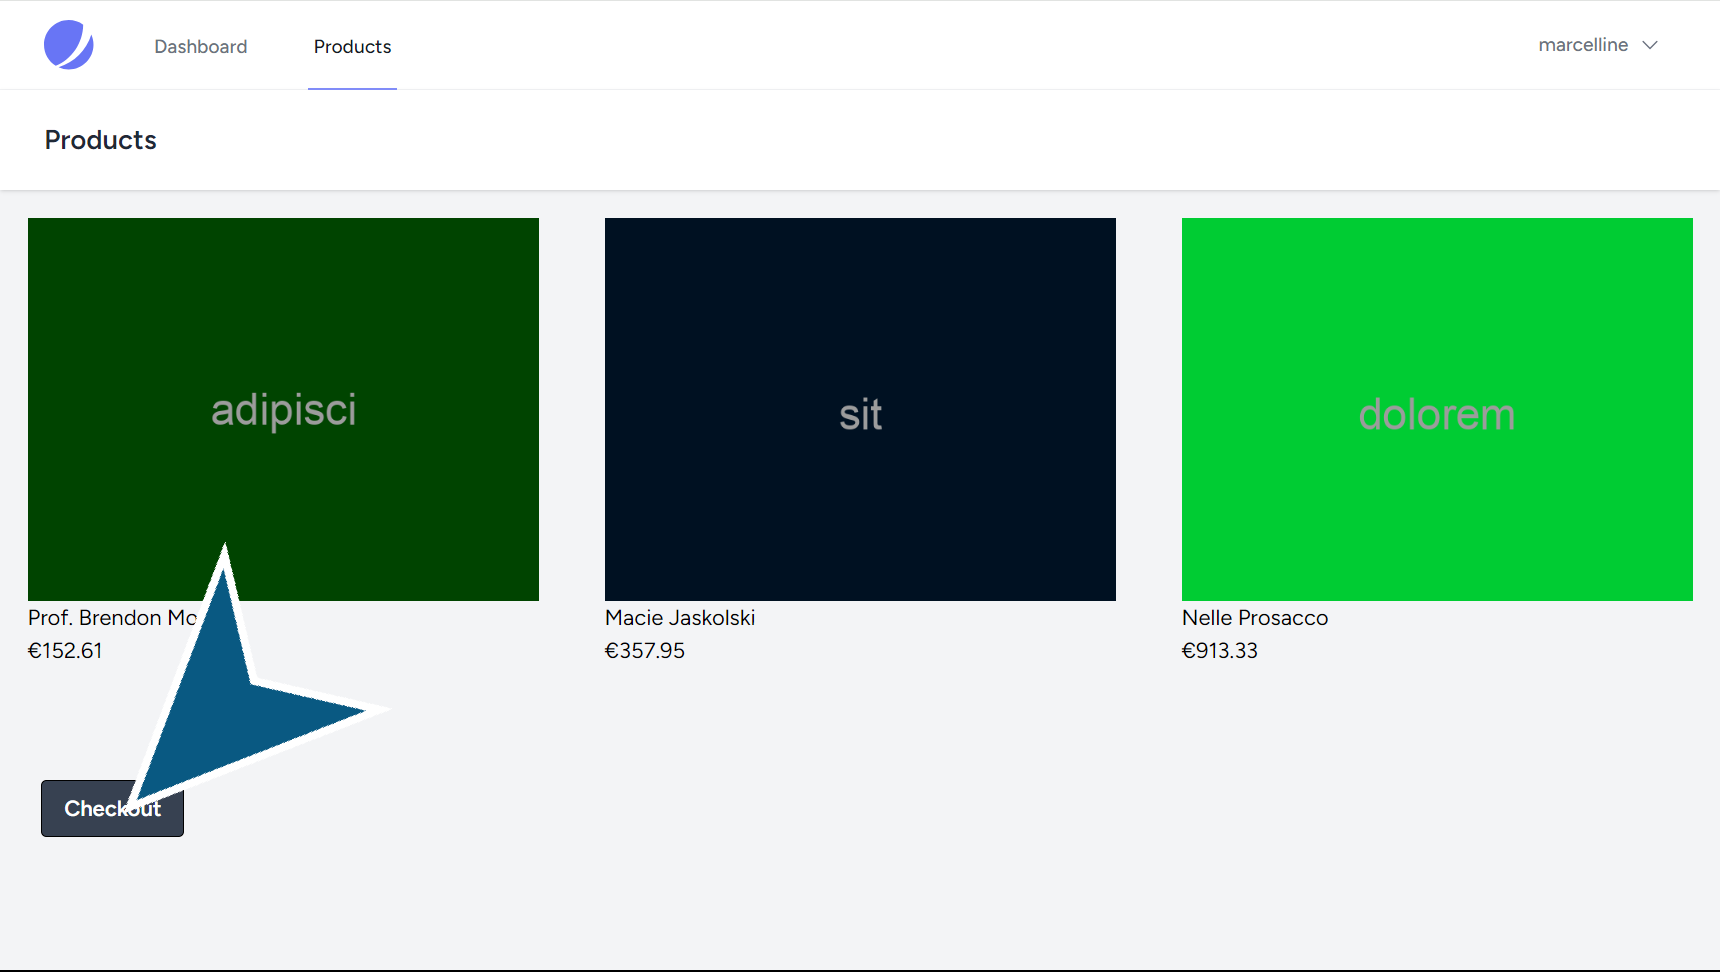 Dashboard Products marcelline
Products
adipisci sit dolorem
Prof. Brendon Macie Jaskolski Nelle Prosacco
€152.61 €357.95 €913.33
Checkout